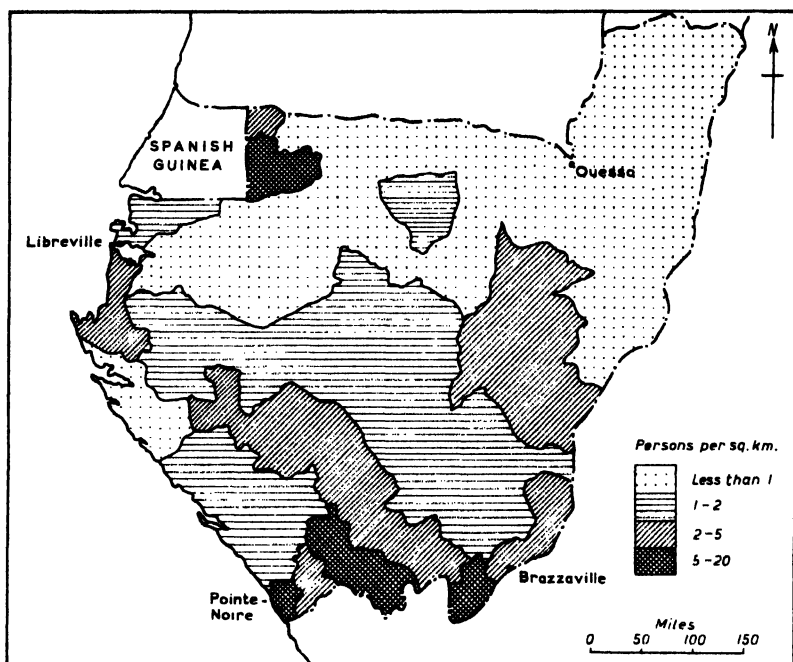 N
SPANISH
GUINEA
Ouesso
Libreville
Persons per sq. km.
Less than 1
1-2
2-5
5-20
Brazzaville
Pointe-
Noire
Miles
0 50 100 150